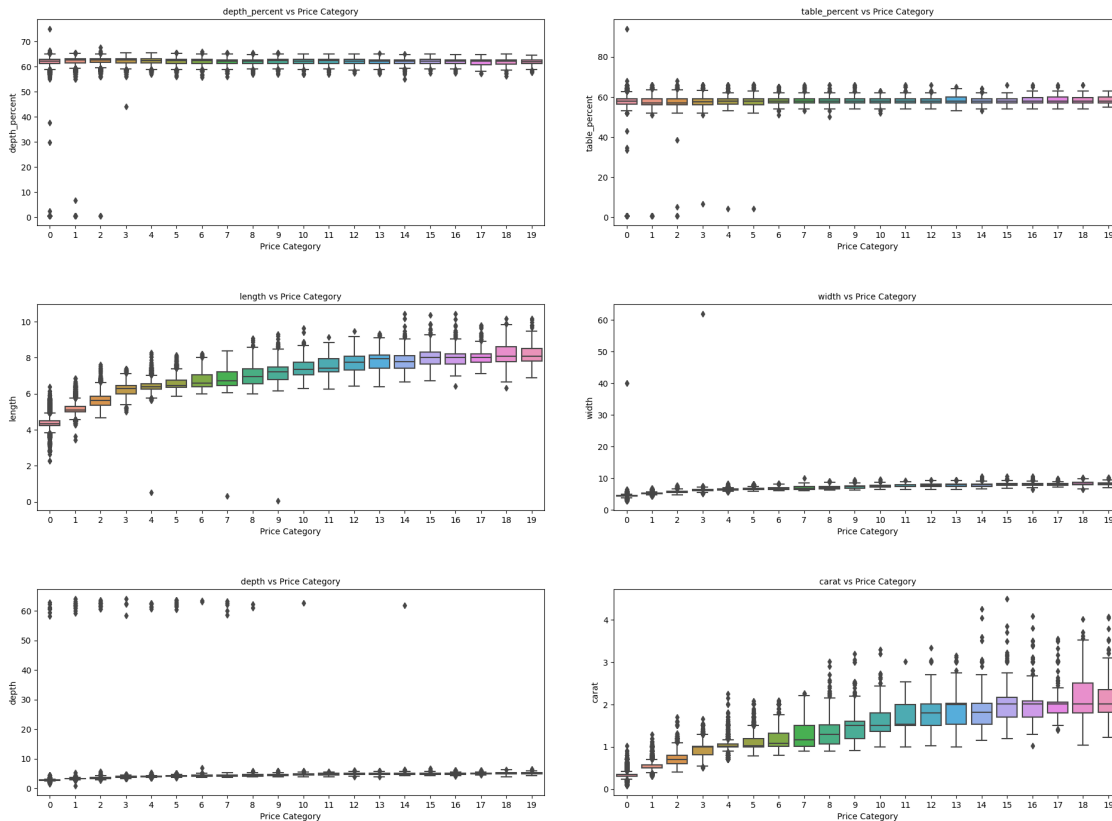 depth_percent vs Price Category
depth_percent
70
60
50
40
30
20
10
0
0 1 2 3 4 5 6 7 8 9 10 11 12 13 14 15 16 17 18 19
Price Category
table_percent vs Price Category
table_percent
80
60
40
20
0
0 1 2 3 4 5 6 7 8 9 10 11 12 13 14 15 16 17 18 19
Price Category
length vs Price Category
length
10
8
6
4
2
0
0 1 2 3 4 5 6 7 8 9 10 11 12 13 14 15 16 17 18 19
Price Category
width vs Price Category
width
60
50
40
30
20
10
0
0 1 2 3 4 5 6 7 8 9 10 11 12 13 14 15 16 17 18 19
Price Category
depth vs Price Category
depth
60
50
40
30
20
10
0
0 1 2 3 4 5 6 7 8 9 10 11 12 13 14 15 16 17 18 19
Price Category
carat vs Price Category
carat
4
3
2
1
0
0 1 2 3 4 5 6 7 8 9 10 11 12 13 14 15 16 17 18 19
Price Category